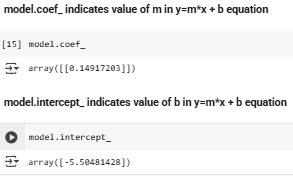 model.coef_ indicates value of m in y=m*x + b equation
[15] model.coef_
array([[0.14917203]])
model.intercept_ indicates value of b in y=m*x + b equation
model.intercept_
array([-5.50481428])